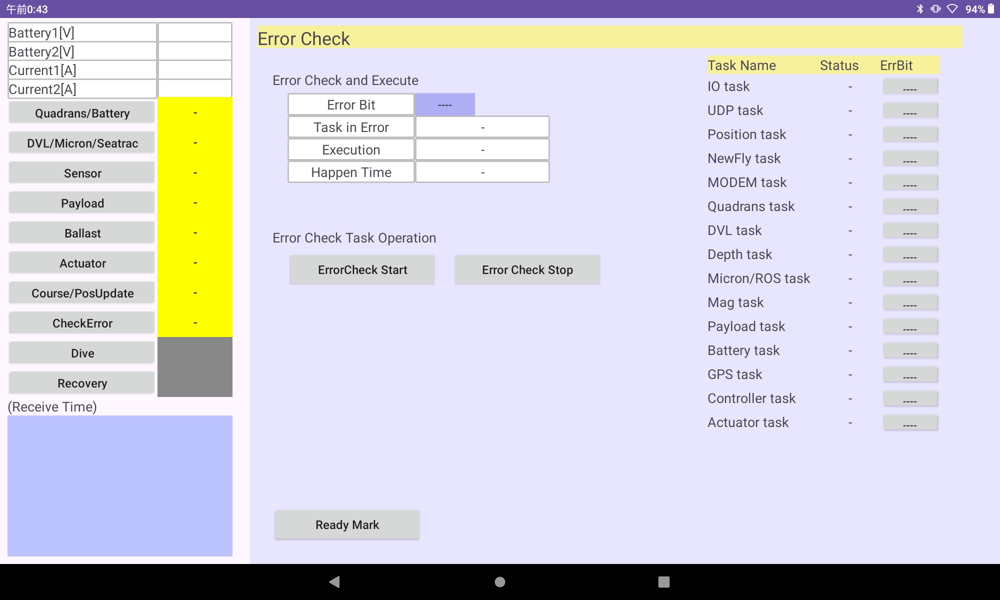 午前0:43 94%
Battery1[V]
Battery2[V]
Current1[A]
Current2[A]
Quadrans/Battery -
DVL/Micron/Seatrac -
Sensor -
Payload -
Ballast -
Actuator -
Course/PosUpdate -
CheckError -
Dive
Recovery
(Receive Time)
Error Check
Error Check and Execute
Error Bit ----
Task in Error -
Execution -
Happen Time -
Error Check Task Operation
ErrorCheck Start Error Check Stop
Ready Mark
Task Name Status ErrBit
IO task - ----
UDP task - ----
Position task - ----
NewFly task - ----
MODEM task - ----
Quadrans task - ----
DVL task - ----
Depth task - ----
Micron/ROS task - ----
Mag task - ----
Payload task - ----
Battery task - ----
GPS task - ----
Controller task - ----
Actuator task - ----